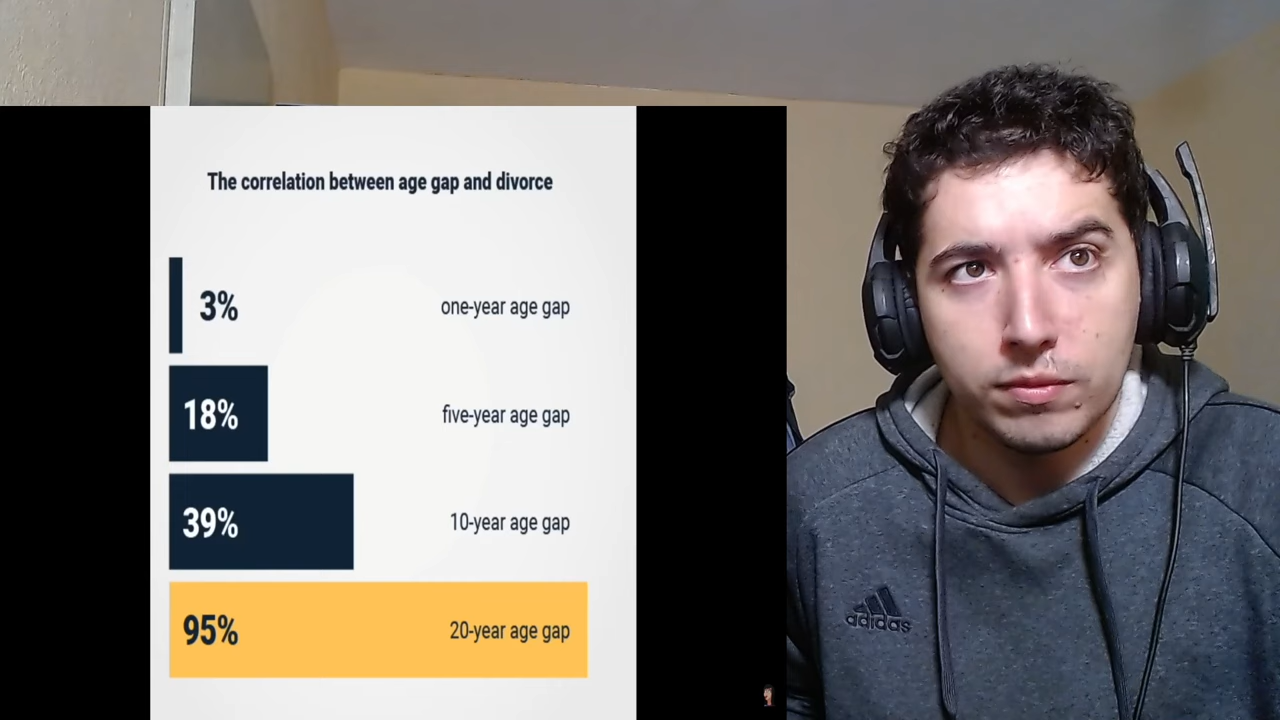 The correlation between age gap and divorce
3% one-year age gap
18% five-year age gap
39% 10-year age gap
95% 20-year age gap
adidas